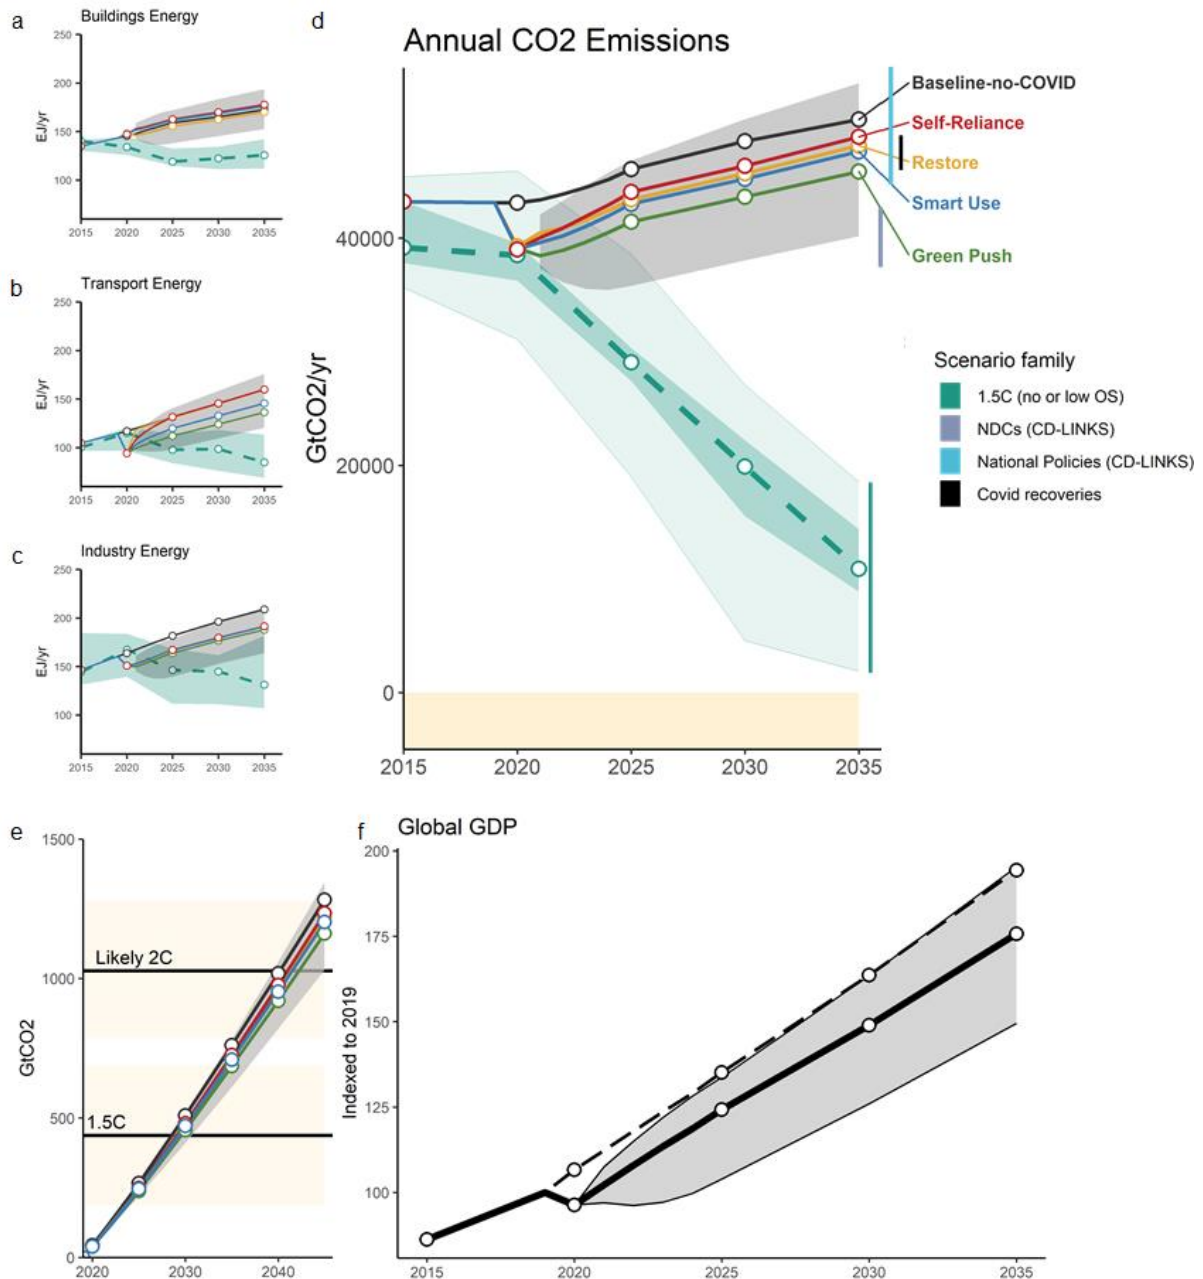 a
Buildings Energy
250
200
150
100
EJ/yr
2015 2020 2025 2030 2035
b
Transport Energy
250
200
150
100
EJ/yr
2015 2020 2025 2030 2035
c
Industry Energy
250
200
150
100
EJ/yr
2015 2020 2025 2030 2035
d
Annual CO2 Emissions
GtCO2/yr
40000
20000
0
2015 2020 2025 2030 2035
Baseline-no-COVID
Self-Reliance
Restore
Smart Use
Green Push
Scenario family
1.5C (no or low OS)
NDCs (CD-LINKS)
National Policies (CD-LINKS)
Covid recoveries
e
1500
1000
500
0
GtCO2
Likely 2C
1.5C
2020 2030 2040
f
Global GDP
200
175
150
125
100
Indexed to 2019
2015 2020 2025 2030 2035